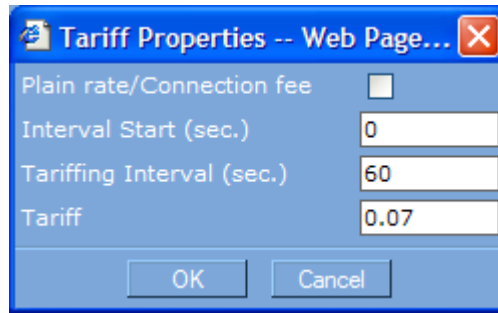 Tariff Properties -- Web Page...
Plain rate/Connection fee
Interval Start (sec.) 0
Tariffing Interval (sec.) 60
Tariff 0.07
OK Cancel